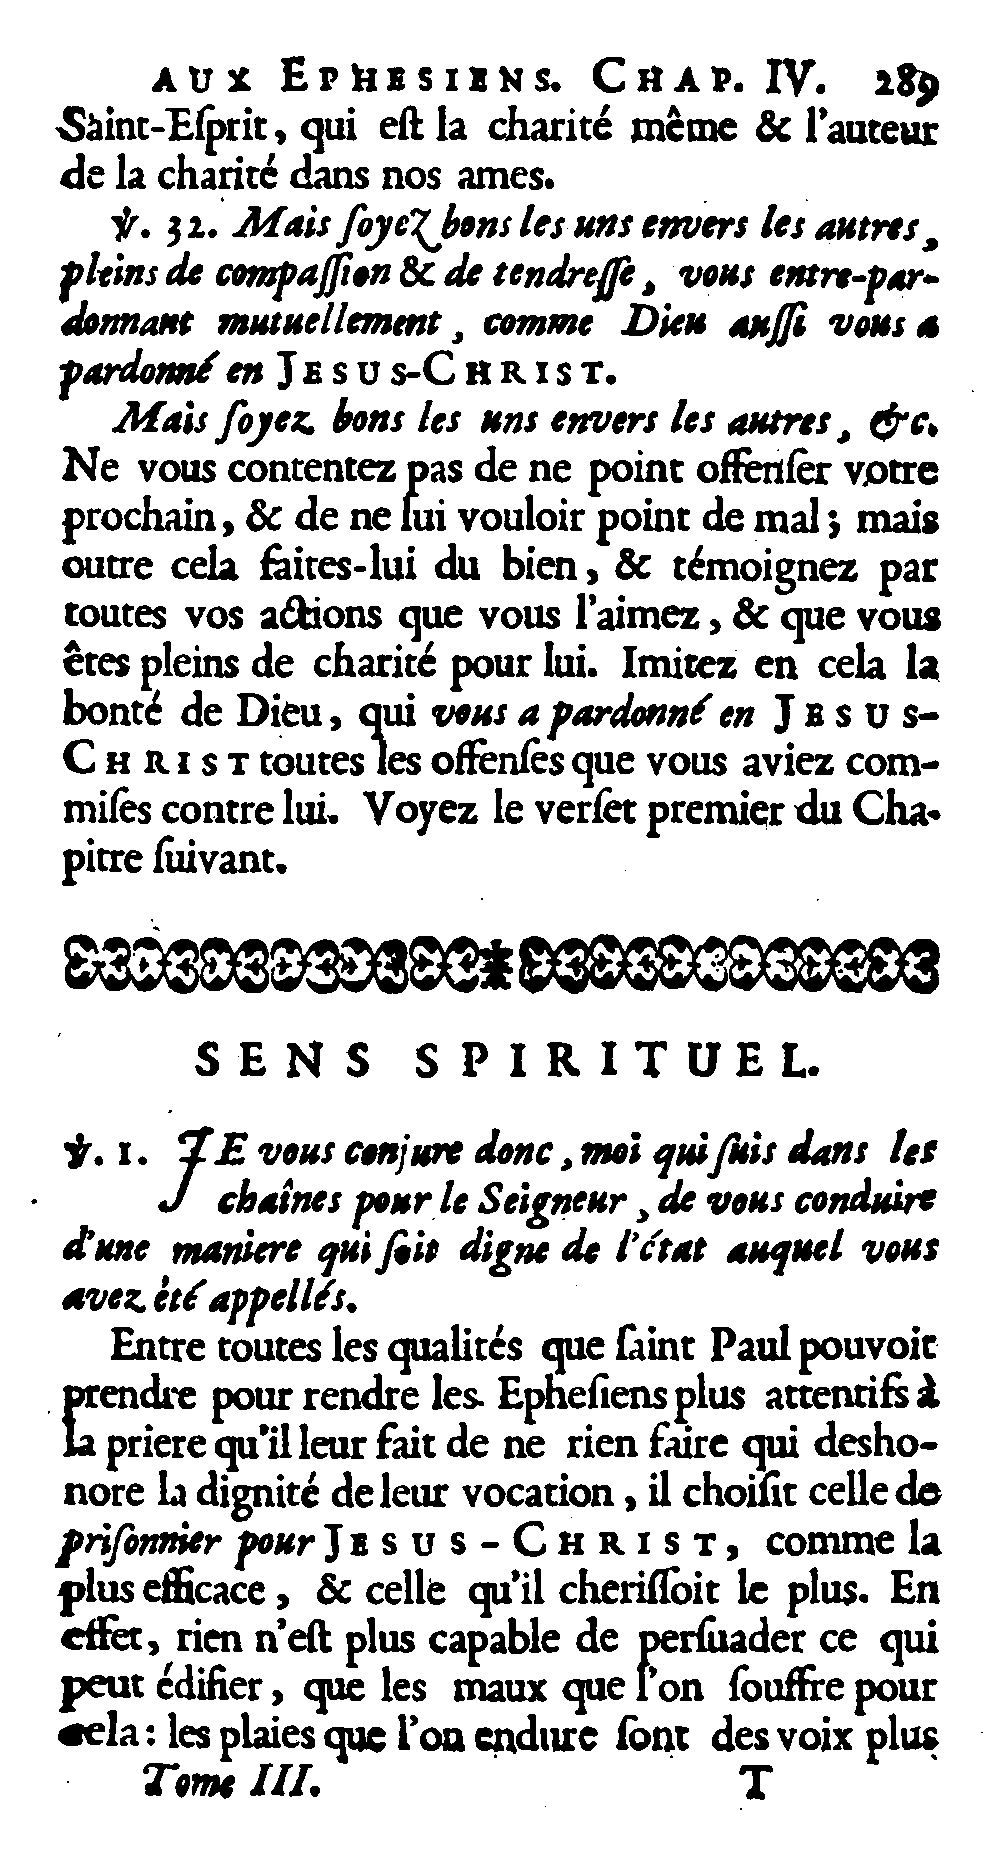 AUX EPHESIENS. CHAP. IV. 289
Saint-Eſprit, qui eſt la charité même & l'auteur
de la charité dans nos ames.
℣. 32. Mais ſoyez bons les uns envers les autres,
pleins de compaſſion & de tendreſſe, vous entre-par-
donnant mutuellement, comme Dieu auſſi vous a
pardonné en JESUS-CHRIST.
Mais ſoyez bons les uns envers les autres, &c.
Ne vous contentez pas de ne point offenſer votre
prochain, & de ne lui vouloir point de mal; mais
outre cela faites-lui du bien, & témoignez par
toutes vos actions que vous l'aimez, & que vous
êtes pleins de charité pour lui. Imitez en cela la
bonté de Dieu, qui vous a pardonné en JESUS-
CHRIST toutes les offenſes que vous aviez com-
miſes contre lui. Voyez le verſet premier du Cha-
pitre ſuivant.
SENS SPIRITUEL.
℣. 1. JE vous conjure donc, moi qui ſuis dans les
chaînes pour le Seigneur, de vous conduire
d'une maniere qui ſoit digne de l'état auquel vous
avez été appellés.
Entre toutes les qualités que ſaint Paul pouvoit
prendre pour rendre les Epheſiens plus attentifs à
la priere qu'il leur fait de ne rien faire qui desho-
nore la dignité de leur vocation, il choiſit celle de
priſonnier pour JESUS-CHRIST, comme la
plus efficace, & celle qu'il cheriſſoit le plus. En
effet, rien n'eſt plus capable de perſuader ce qui
peut édifier, que les maux que l'on ſouffre pour
cela: les plaies que l'on endure ſont des voix plus
Tome III. T